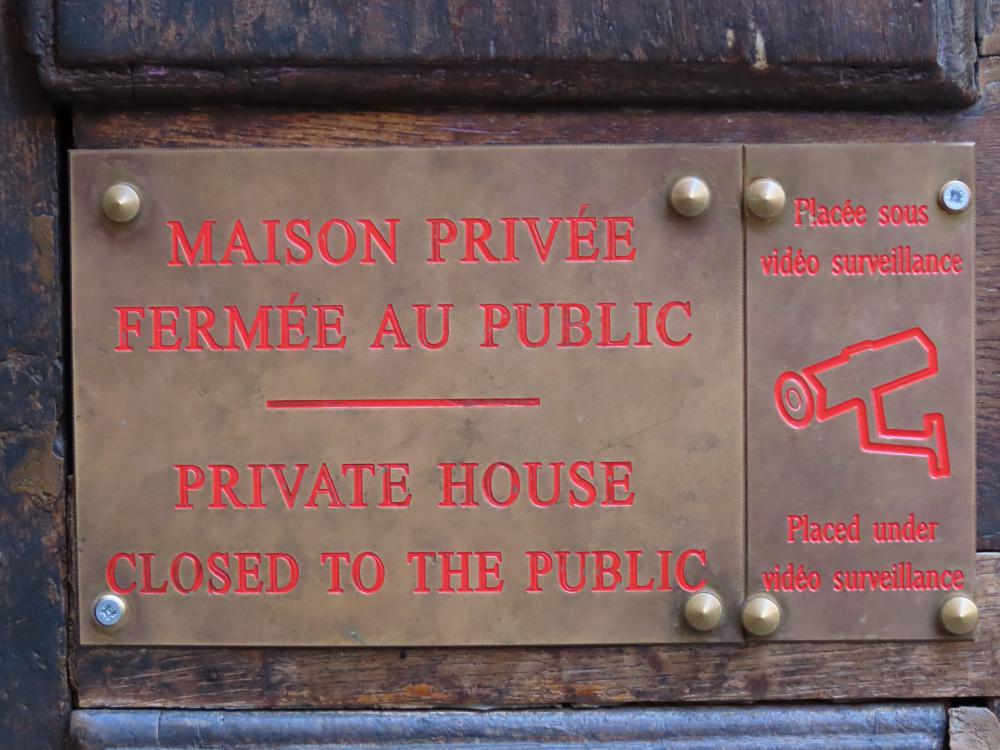 MAISON PRIVÉE
FERMÉE AU PUBLIC
PRIVATE HOUSE
CLOSED TO THE PUBLIC
Placée sous
vidéo surveillance
Placed under
vidéo surveillance